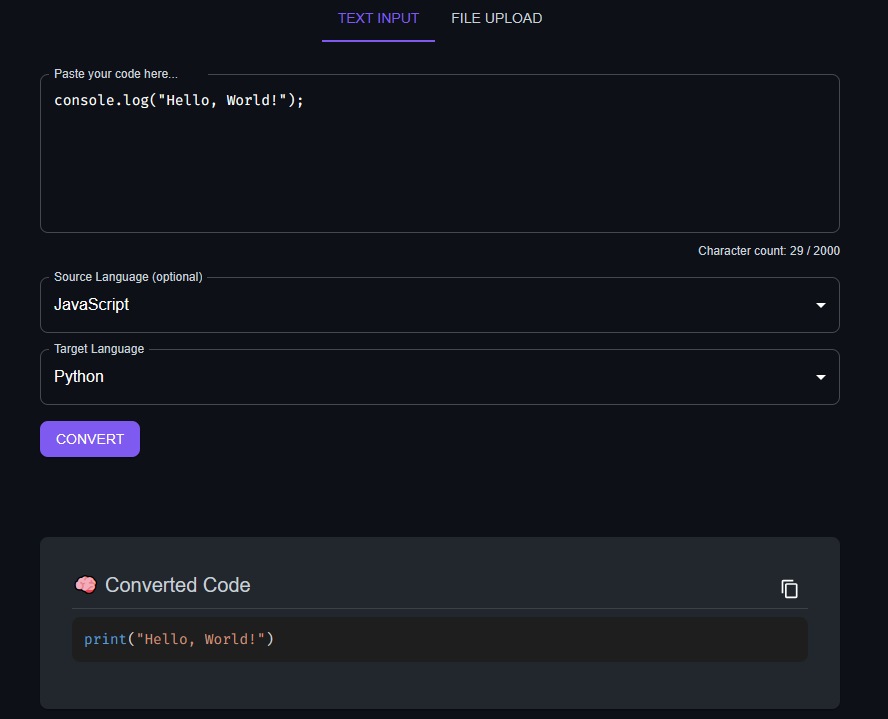 TEXT INPUT FILE UPLOAD
Paste your code here...
console.log("Hello, World!");
Character count: 29 / 2000
Source Language (optional)
JavaScript
Target Language
Python
CONVERT
🧠 Converted Code
print("Hello, World!")